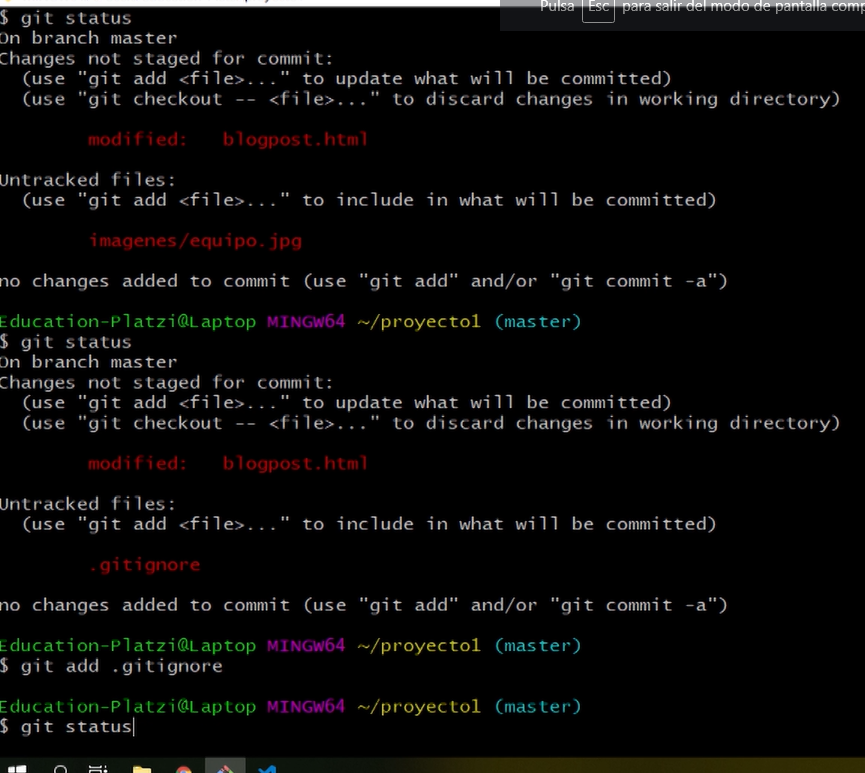 $ git status
Pulsa Esc para salir del modo de pantalla
On branch master
Changes not staged for commit:
(use "git add <file>..." to update what will be committed)
(use "git checkout -- <file>..." to discard changes in working directory)
modified: blogpost.html
Untracked files:
(use "git add <file>..." to include in what will be committed)
imagenes/equipo.jpg
no changes added to commit (use "git add" and/or "git commit -a")
Education-Platzi@Laptop MINGW64 ~/proyecto1 (master)
$ git status
On branch master
Changes not staged for commit:
(use "git add <file>..." to update what will be committed)
(use "git checkout -- <file>..." to discard changes in working directory)
modified: blogpost.html
Untracked files:
(use "git add <file>..." to include in what will be committed)
.gitignore
no changes added to commit (use "git add" and/or "git commit -a")
Education-Platzi@Laptop MINGW64 ~/proyecto1 (master)
$ git add .gitignore
Education-Platzi@Laptop MINGW64 ~/proyecto1 (master)
$ git status